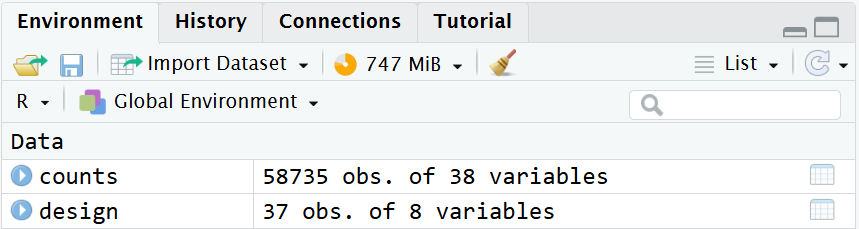 Environment History Connections Tutorial
Import Dataset 747 MiB List
R Global Environment
Data
counts 58735 obs. of 38 variables
design 37 obs. of 8 variables